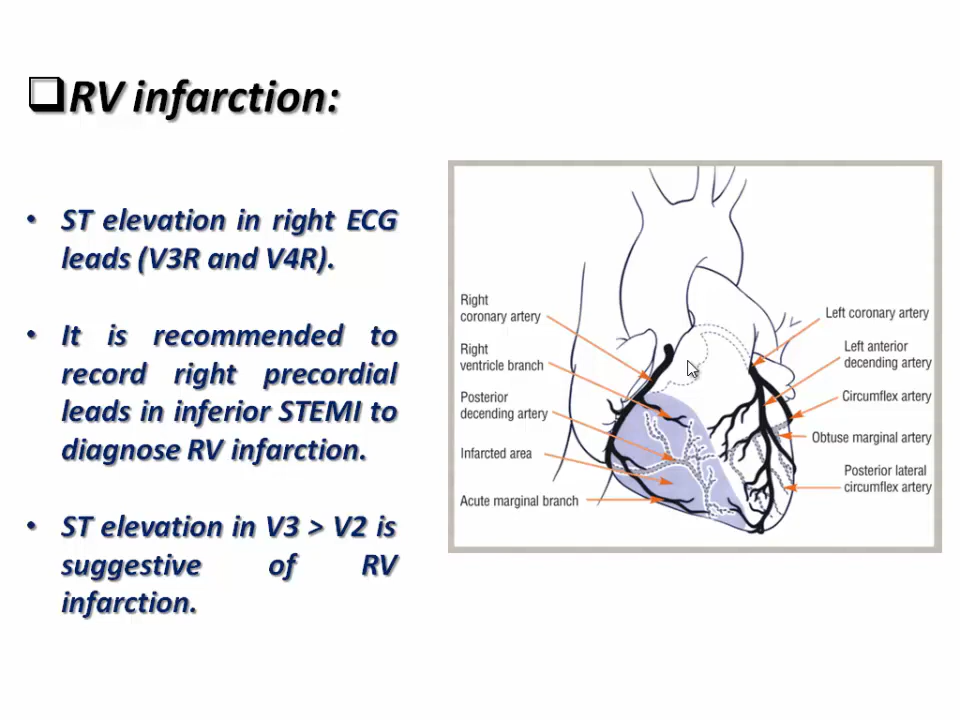 RV infarction:
• ST elevation in right ECG
leads (V3R and V4R).
• It is recommended to
record right precordial
leads in inferior STEMI to
diagnose RV infarction.
• ST elevation in V3 > V2 is
suggestive of RV
infarction.
Right
coronary artery
Right
ventricle branch
Posterior
decending artery
Infarcted area
Acute marginal branch
Left coronary artery
Left anterior
decending artery
Circumflex artery
Obtuse marginal artery
Posterior lateral
circumflex artery